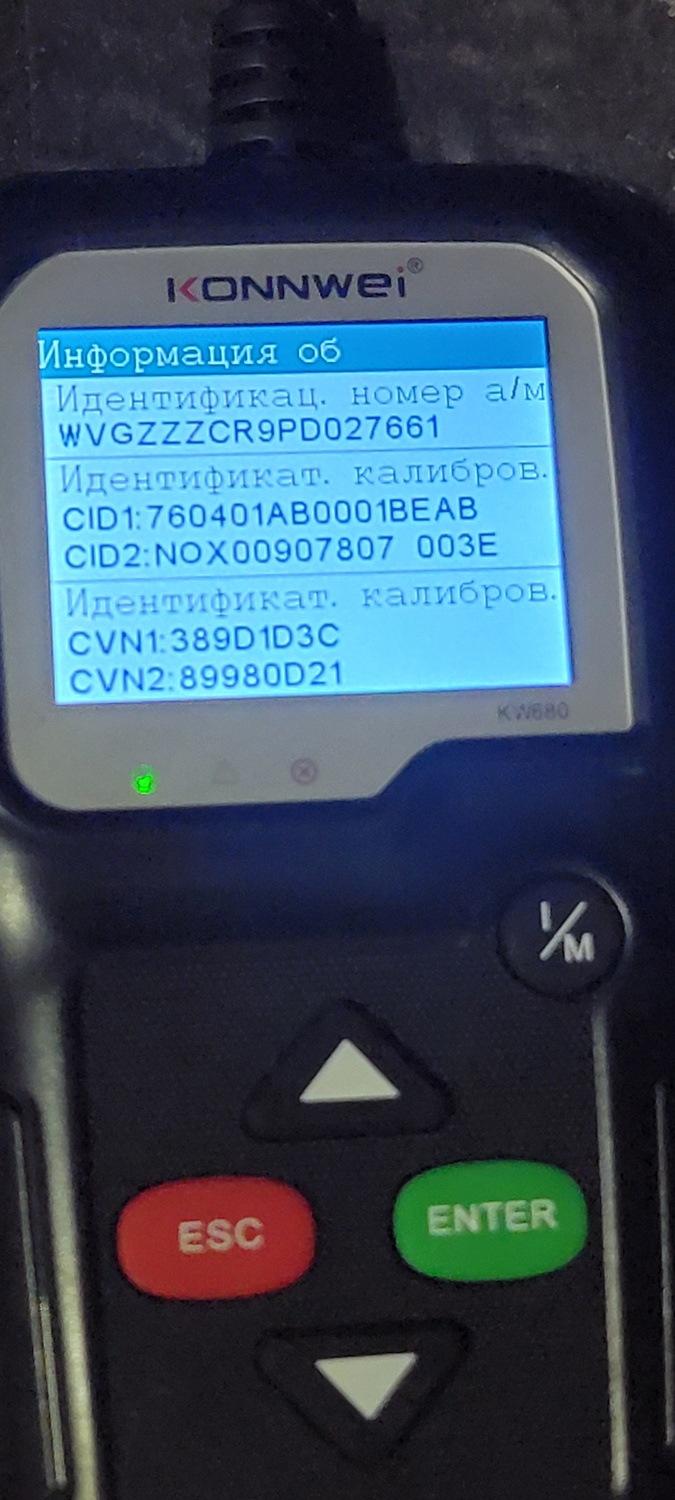 KONNWEI®
Информация об
Идентификац. номер а/м
WVGZZZCR9PD027661
Идентификат. калибров.
CID1:760401AB0001BEAB
CID2:NOX00907807 003E
Идентификат. калибров.
CVN1:389D1D3C
CVN2:89980D21
KW680
I/M
ESC
ENTER